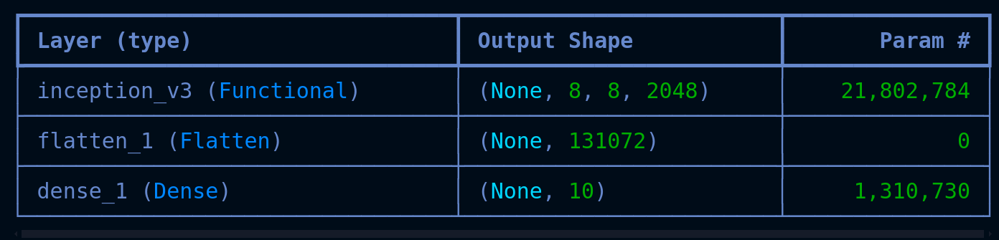 Layer (type) Output Shape Param #
inception_v3 (Functional) (None, 8, 8, 2048) 21,802,784
flatten_1 (Flatten) (None, 131072) 0
dense_1 (Dense) (None, 10) 1,310,730